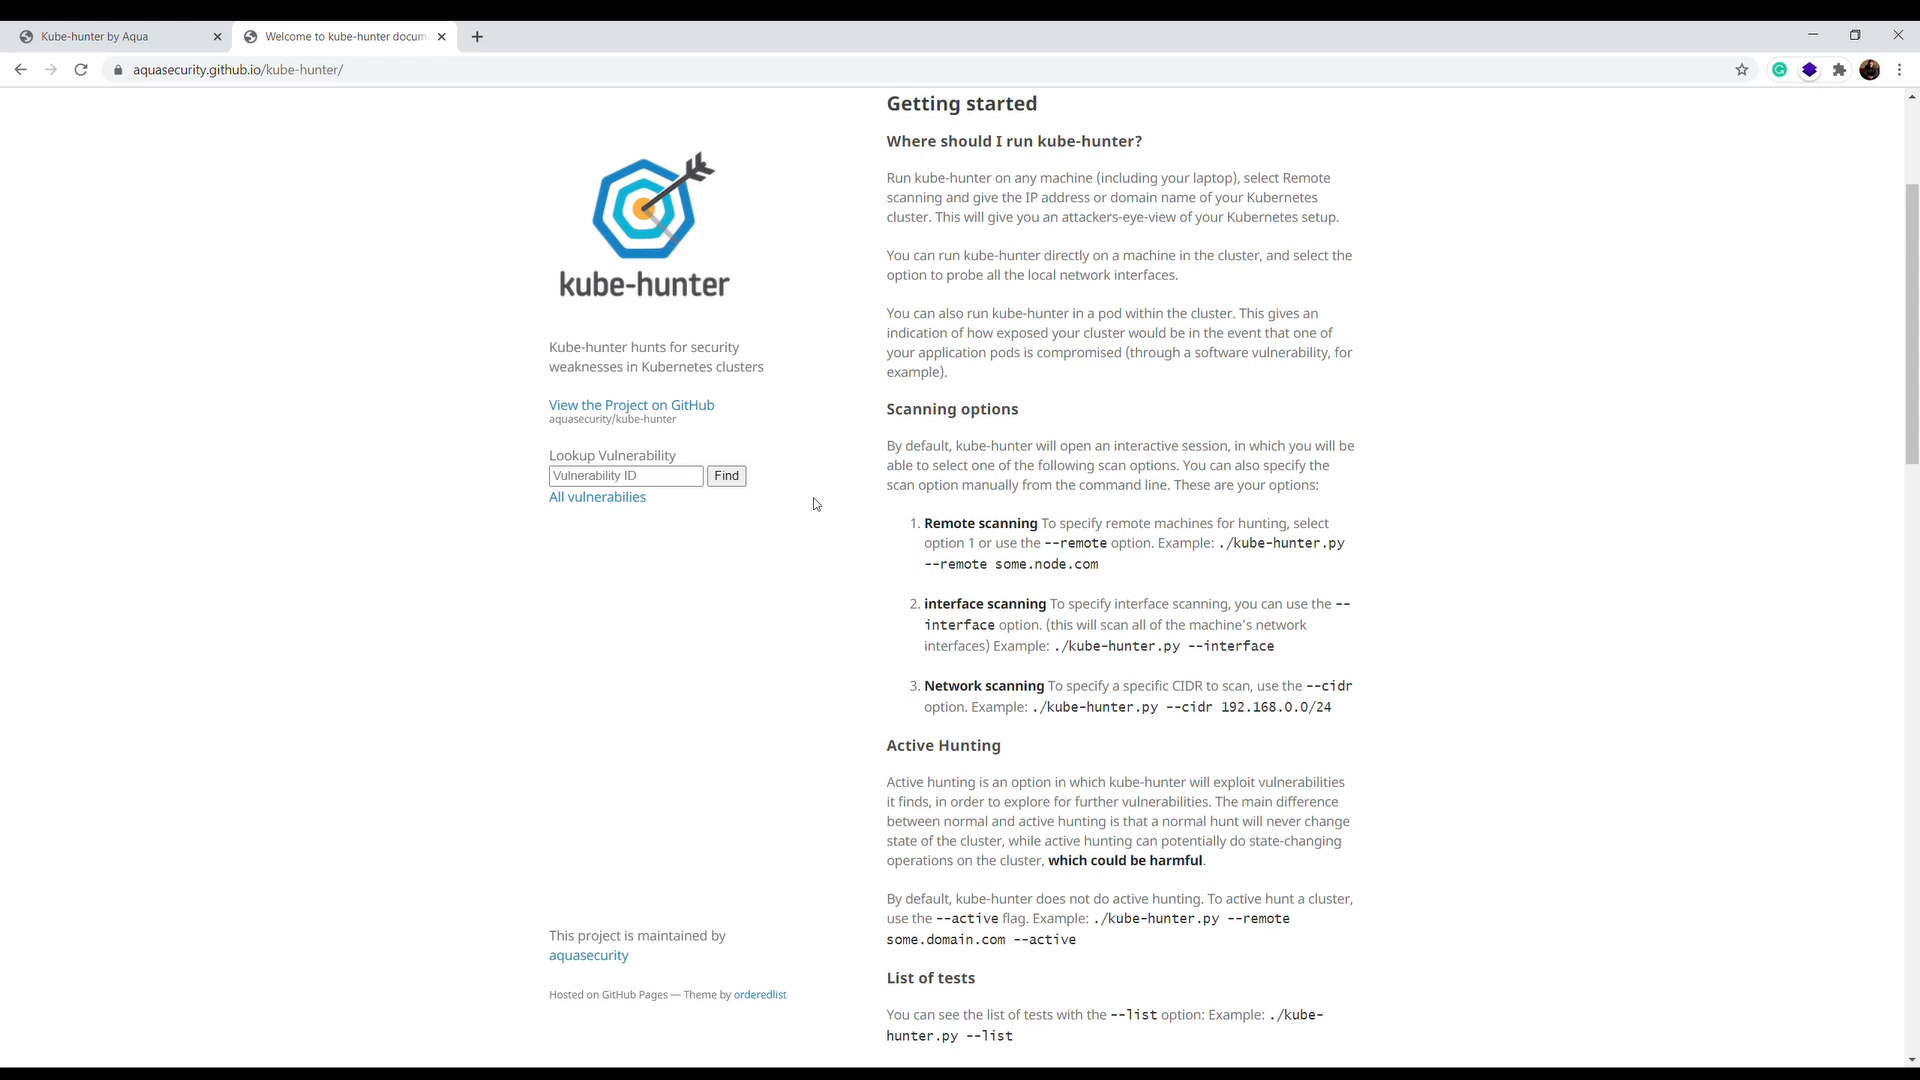 Kube-hunter by Aqua
Welcome to kube-hunter docum
aquasecurity.github.io/kube-hunter/
kube-hunter
Kube-hunter hunts for security
weaknesses in Kubernetes clusters
View the Project on GitHub
aquasecurity/kube-hunter
Lookup Vulnerability
Vulnerability ID
Find
All vulnerabilies
This project is maintained by
aquasecurity
Hosted on GitHub Pages — Theme by orderedlist
Getting started
Where should I run kube-hunter?
Run kube-hunter on any machine (including your laptop), select Remote
scanning and give the IP address or domain name of your Kubernetes
cluster. This will give you an attackers-eye-view of your Kubernetes setup.
You can run kube-hunter directly on a machine in the cluster, and select the
option to probe all the local network interfaces.
You can also run kube-hunter in a pod within the cluster. This gives an
indication of how exposed your cluster would be in the event that one of
your application pods is compromised (through a software vulnerability, for
example).
Scanning options
By default, kube-hunter will open an interactive session, in which you will be
able to select one of the following scan options. You can also specify the
scan option manually from the command line. These are your options:
1. Remote scanning To specify remote machines for hunting, select
option 1 or use the --remote option. Example: ./kube-hunter.py
--remote some.node.com
2. interface scanning To specify interface scanning, you can use the --
interface option. (this will scan all of the machine's network
interfaces) Example: ./kube-hunter.py --interface
3. Network scanning To specify a specific CIDR to scan, use the --cidr
option. Example: ./kube-hunter.py --cidr 192.168.0.0/24
Active Hunting
Active hunting is an option in which kube-hunter will exploit vulnerabilities
it finds, in order to explore for further vulnerabilities. The main difference
between normal and active hunting is that a normal hunt will never change
state of the cluster, while active hunting can potentially do state-changing
operations on the cluster, which could be harmful.
By default, kube-hunter does not do active hunting. To active hunt a cluster,
use the --active flag. Example: ./kube-hunter.py --remote
some.domain.com --active
List of tests
You can see the list of tests with the --list option: Example: ./kube-
hunter.py --list